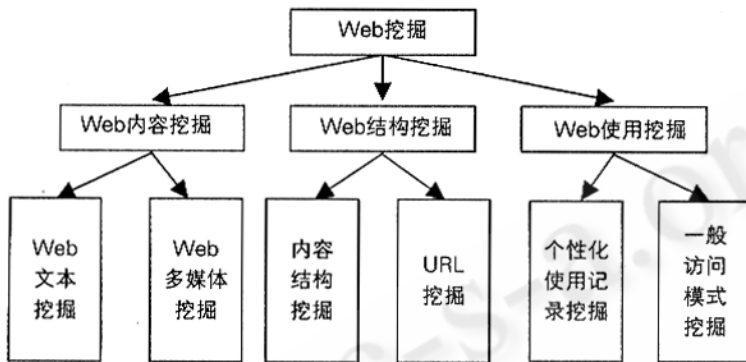 Web挖掘
Web内容挖掘
Web结构挖掘
Web使用挖掘
Web
文本
挖掘
Web
多媒体
挖掘
内容
结构
挖掘
URL
挖掘
个性化
使用记
录挖掘
一般
访问
模式
挖掘